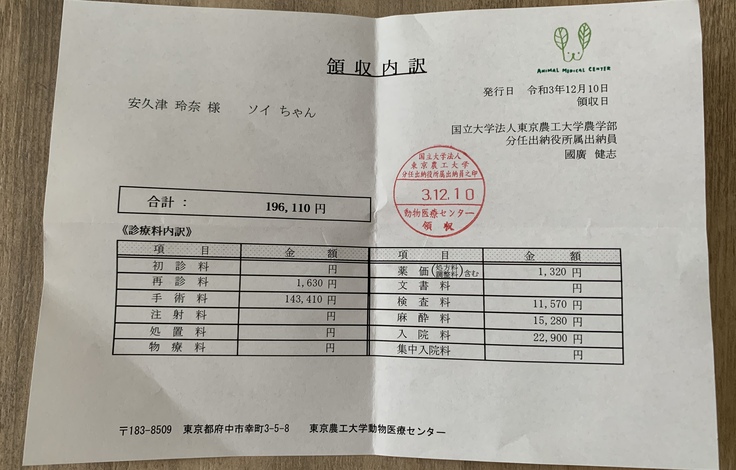 領収内訳
ANIMAL MEDICAL CENTER
発行日 令和3年12月10日
領収日
安久津 玲奈 様 ソイ ちゃん
国立大学法人東京農工大学農学部
分任出納役所属出納員
國廣 健志
国立大学法人
東京農工大学
分任出納役所属出納員之印
3.12.10
動物医療センター
領収
合計: 196,110 円
《診療料内訳》
項 目 金 額 項 目 金 額
初 診 料 円 薬 価(処方料 調整料)含む 1,320 円
再 診 料 1,630 円 文 書 料 円
手 術 料 143,410 円 検 査 料 11,570 円
注 射 料 円 麻 酔 料 15,280 円
処 置 料 円 入 院 料 22,900 円
物 療 料 円 集中入院料 円
〒183-8509 東京都府中市幸町3-5-8 東京農工大学動物医療センター